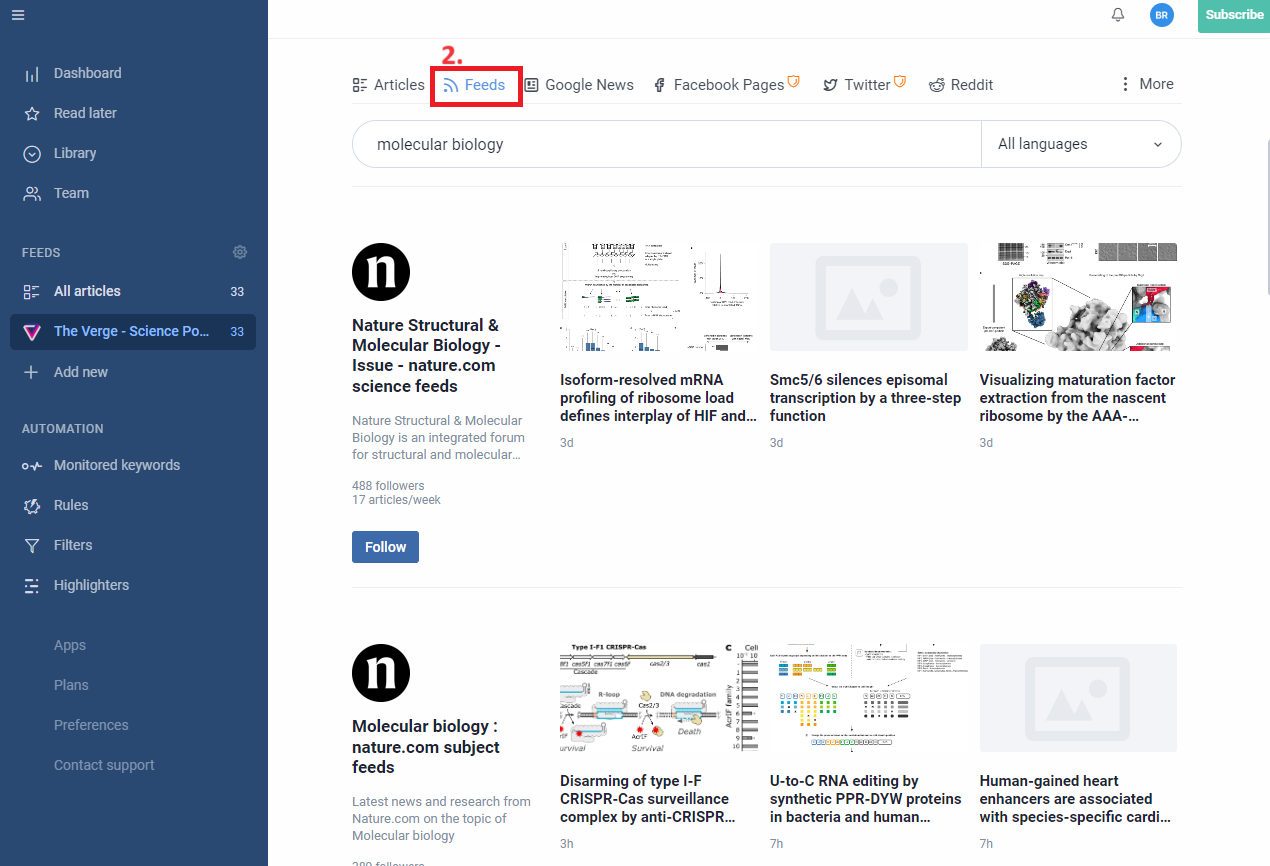 BR
Subscribe
Dashboard
Read later
Library
Team
FEEDS
All articles 33
The Verge - Science Po... 33
Add new
AUTOMATION
Monitored keywords
Rules
Filters
Highlighters
Apps
Plans
Preferences
Contact support
2.
Articles Feeds Google News Facebook Pages Twitter Reddit More
molecular biology All languages
n
Nature Structural &
Molecular Biology -
Issue - nature.com
science feeds
Nature Structural & Molecular
Biology is an integrated forum
for structural and molecular...
488 followers
17 articles/week
Follow
Isoform-resolved mRNA
profiling of ribosome load
defines interplay of HIF and...
3d
Smc5/6 silences episomal
transcription by a three-step
function
3d
Visualizing maturation factor
extraction from the nascent
ribosome by the AAA-...
3d
n
Molecular biology :
nature.com subject
feeds
Latest news and research from
Nature.com on the topic of
Molecular biology
Type I-F1 CRISPR-Cas
cas5f1 cas7f1 cas6f cas2/3 cas1
Cascade
R-loop DNA degradation
Cas2/3
AcrIF
Survival Survival Death
C
AcrIF family
Disarming of type I-F
CRISPR-Cas surveillance
complex by anti-CRISPR...
3h
U-to-C RNA editing by
synthetic PPR-DYW proteins
in bacteria and human...
7h
Human-gained heart
enhancers are associated
with species-specific cardi...
7h